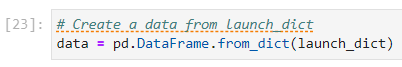 [23]: # Create a data from launch_dict
data = pd.DataFrame.from_dict(launch_dict)